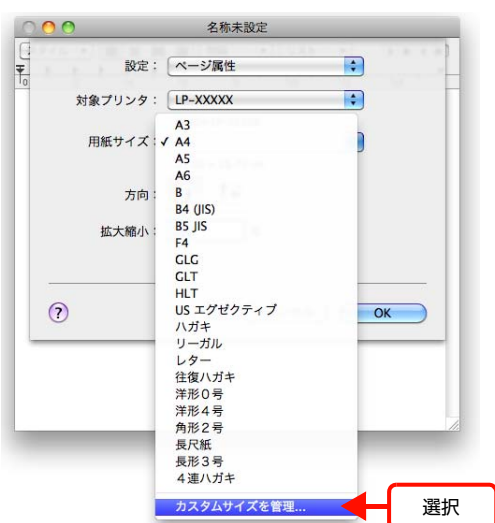 名称未設定
設定： ページ属性
対象プリンタ： LP-XXXXX
用紙サイズ：
A3
✓ A4
A5
A6
方向：
B
B4 (JIS)
拡大縮小：
B5 JIS
F4
GLG
GLT
HLT
US エグゼクティブ
?
OK
ハガキ
リーガル
レター
往復ハガキ
洋形０号
洋形４号
角形２号
長尺紙
長形３号
４連ハガキ
カスタムサイズを管理...
選択